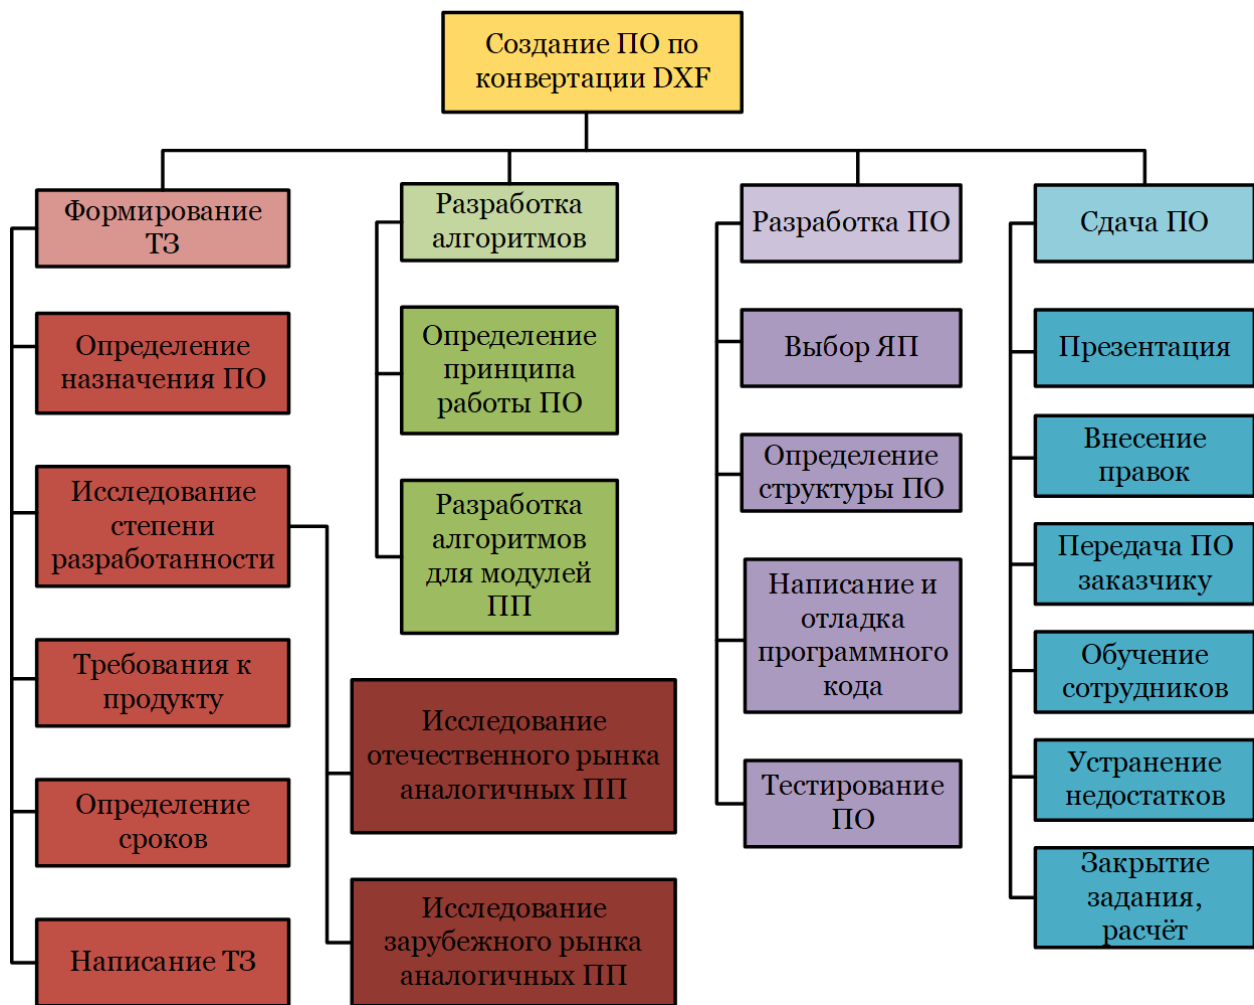 Создание ПО по
конвертации DXF
Формирование
ТЗ
Определение
назначения ПО
Исследование
степени
разработанности
Исследование
отечественного рынка
аналогичных ПП
Исследование
зарубежного рынка
аналогичных ПП
Требования к
продукту
Определение
сроков
Написание ТЗ
Разработка
алгоритмов
Определение
принципа
работы ПО
Разработка
алгоритмов
для модулей
ПП
Разработка ПО
Выбор ЯП
Определение
структуры ПО
Написание и
отладка
программного
кода
Тестирование
ПО
Сдача ПО
Презентация
Внесение
правок
Передача ПО
заказчику
Обучение
сотрудников
Устранение
недостатков
Закрытие
задания,
расчёт